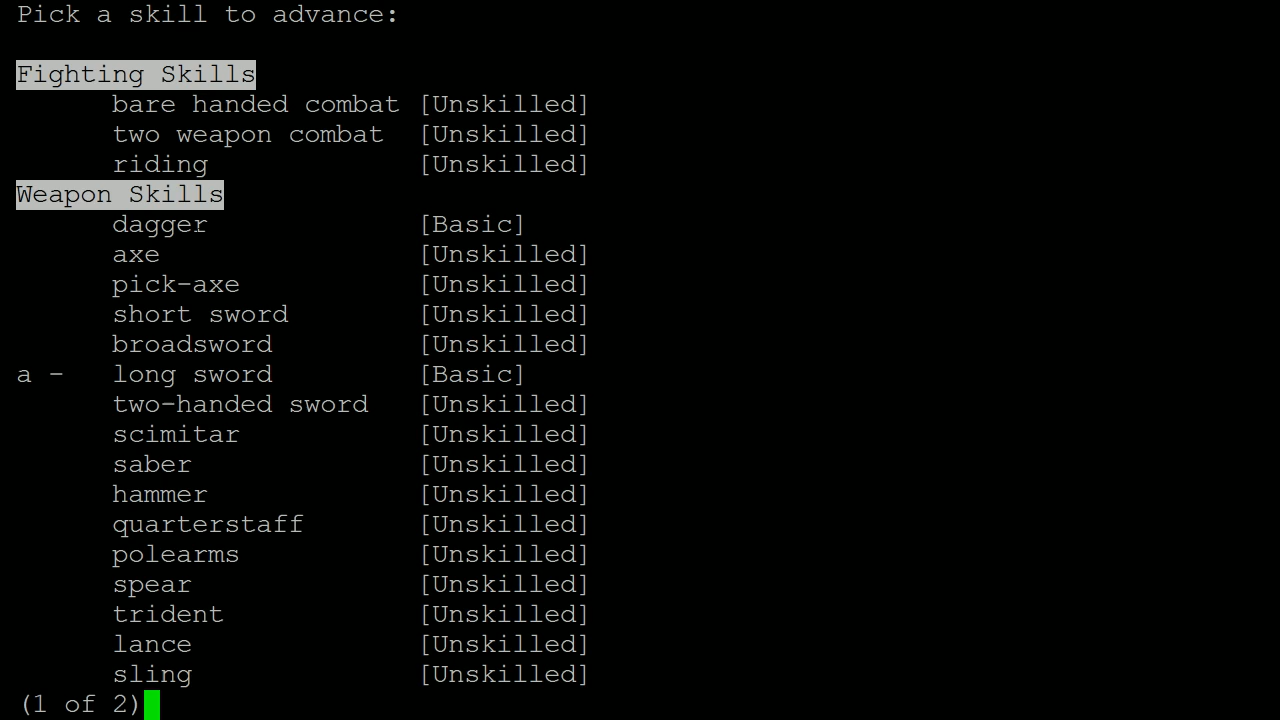 Pick a skill to advance:
Fighting Skills
bare handed combat [Unskilled]
two weapon combat [Unskilled]
riding [Unskilled]
Weapon Skills
dagger [Basic]
axe [Unskilled]
pick-axe [Unskilled]
short sword [Unskilled]
broadsword [Unskilled]
a - long sword [Basic]
two-handed sword [Unskilled]
scimitar [Unskilled]
saber [Unskilled]
hammer [Unskilled]
quarterstaff [Unskilled]
polearms [Unskilled]
spear [Unskilled]
trident [Unskilled]
lance [Unskilled]
sling [Unskilled]
(1 of 2)